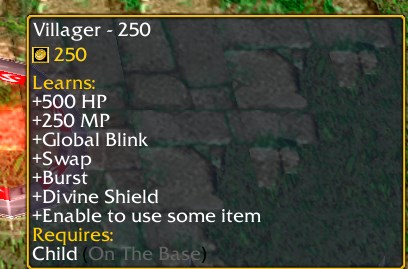 Villager - 250
250
Learns:
+500 HP
+250 MP
+Global Blink
+Swap
+Burst
+Divine Shield
+Enable to use some item
Requires:
Child (On The Base)